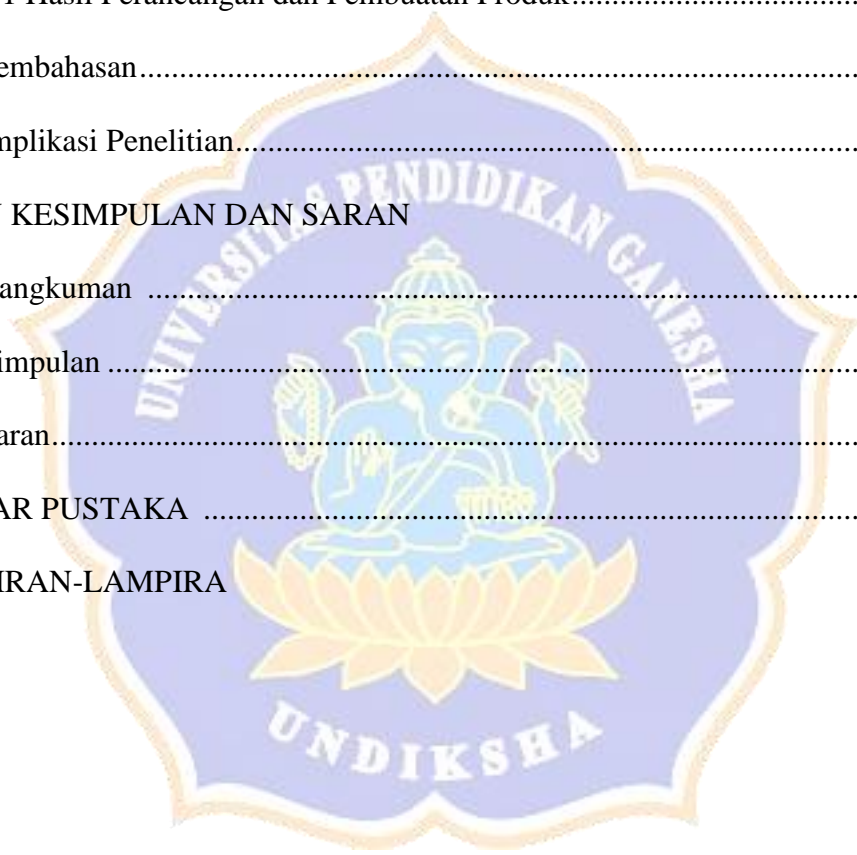 Hasil Perancangan dan Pembuatan Produk..............................
embahasan..........................................................................................
mplikasi Penelitian..............................................................................
KESIMPULAN DAN SARAN
angkuman ..........................................................................................
impulan ..............................................................................................
aran.....................................................................................................
AR PUSTAKA ...................................................................................
IRAN-LAMPIRA
UNIVERSITAS PENDIDIKAN GANESHA
UNDIKSHA